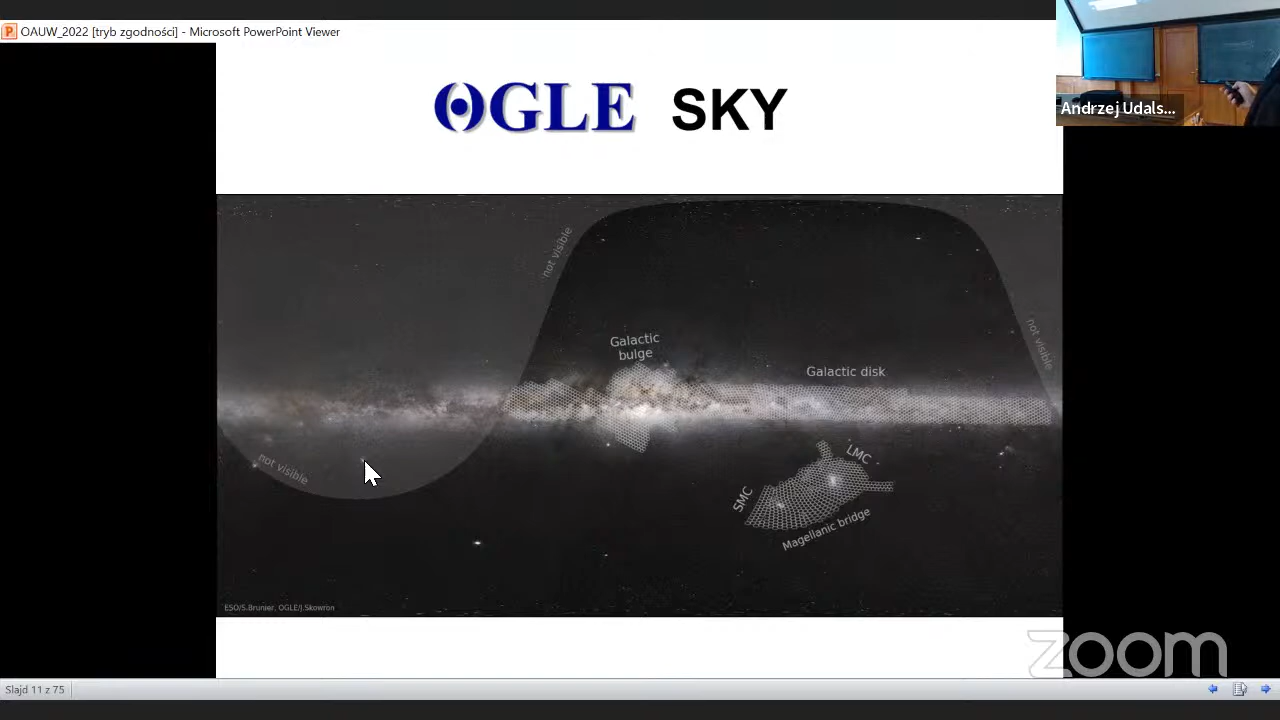 OAUW_2022 [tryb zgodności] - Microsoft PowerPoint Viewer
Andrzej Udals...
OGLE SKY
not visible
not visible
Galactic
bulge
Galactic disk
not visible
LMC
SMC
Magellanic bridge
ESO/S.Brunier, OGLE/J.Skowron
zoom
Slajd 11 z 75